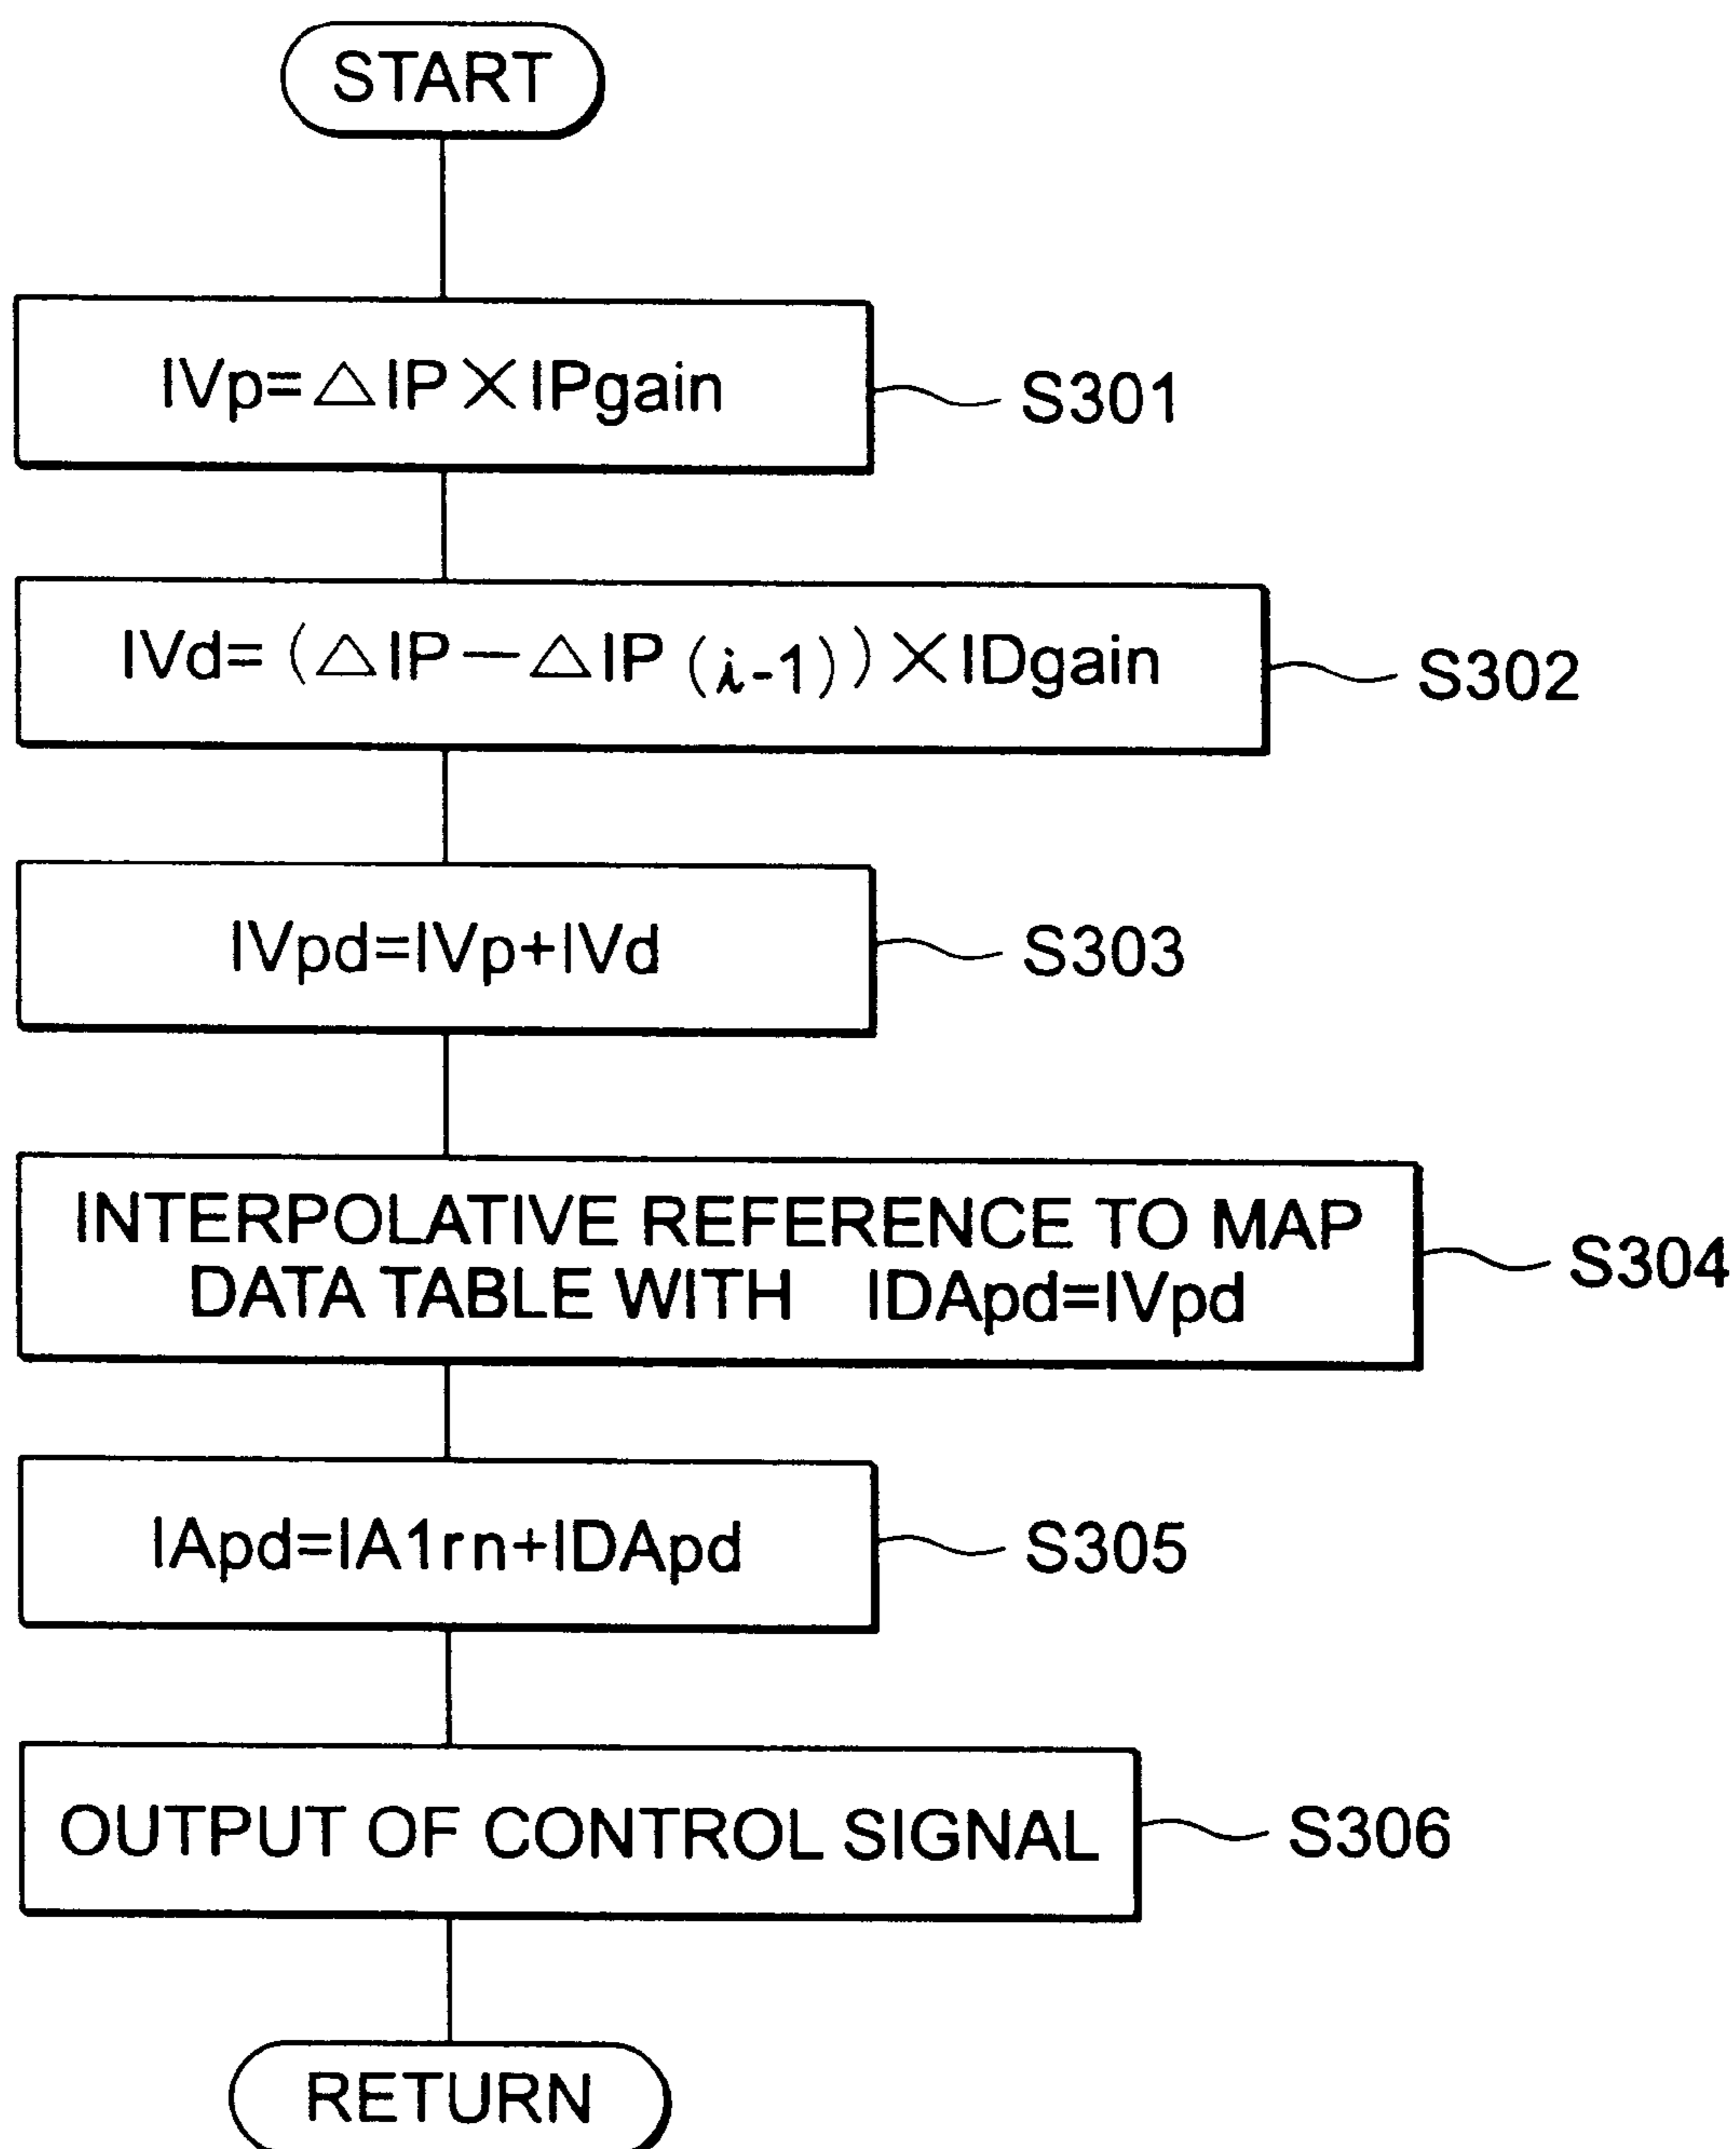 START
IVp=△IP×IPgain
S301
IVd=(△IP—△IP(i-1))×IDgain
S302
IVpd=IVp+IVd
S303
INTERPOLATIVE REFERENCE TO MAP
DATA TABLE WITH IDApd=IVpd
S304
IApd=IA1rn+IDApd
S305
OUTPUT OF CONTROL SIGNAL
S306
RETURN